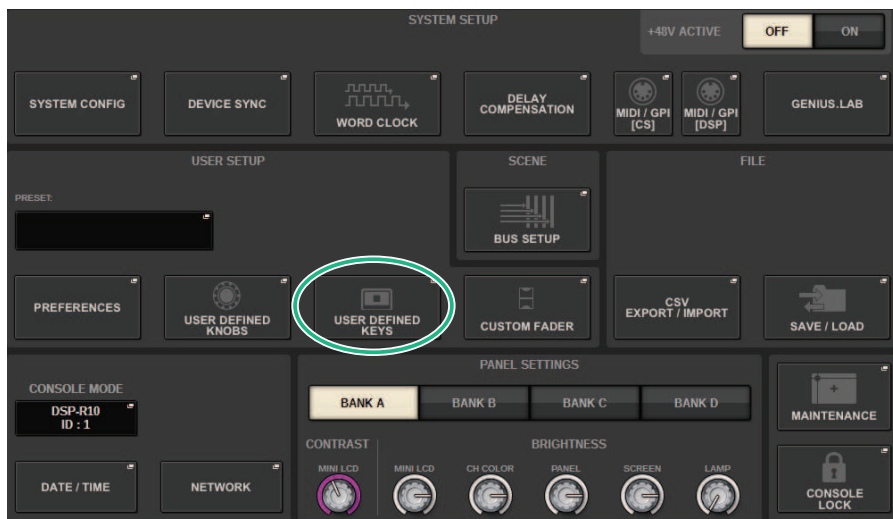 SYSTEM SETUP
+48V ACTIVE
OFF
ON
SYSTEM CONFIG
DEVICE SYNC
WORD CLOCK
DELAY
COMPENSATION
MIDI / GPI
[CS]
MIDI / GPI
[DSP]
GENIUS.LAB
USER SETUP
SCENE
FILE
PRESET:
BUS SETUP
PREFERENCES
USER DEFINED
KNOBS
USER DEFINED
KEYS
CUSTOM FADER
CSV
EXPORT / IMPORT
SAVE / LOAD
PANEL SETTINGS
CONSOLE MODE
DSP-R10
ID : 1
BANK A
BANK B
BANK C
BANK D
MAINTENANCE
CONTRAST
BRIGHTNESS
MINI LCD
MINI LCD
CH COLOR
PANEL
SCREEN
LAMP
DATE / TIME
NETWORK
CONSOLE
LOCK